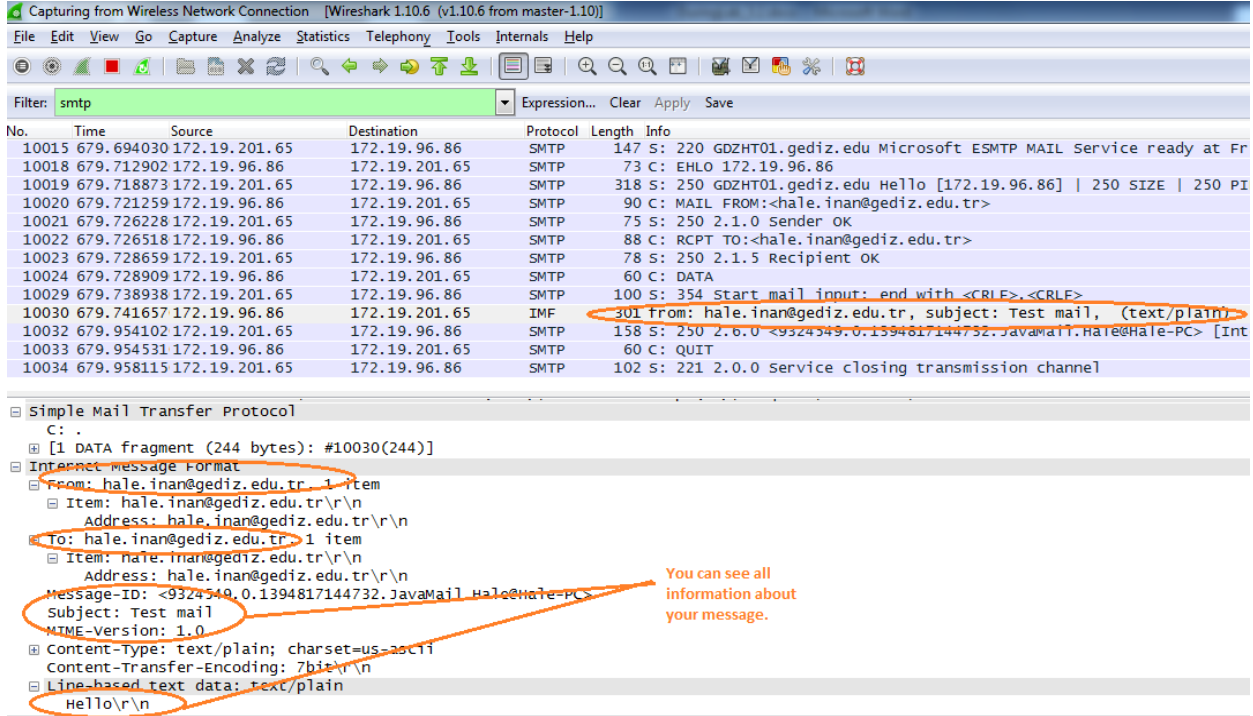 Capturing from Wireless Network Connection [Wireshark 1.10.6 (v1.10.6 from master-1.10)]
File Edit View Go Capture Analyze Statistics Telephony Tools Internals Help
Filter: smtp Expression... Clear Apply Save
No. Time Source Destination Protocol Length Info
10015 679.694030 172.19.201.65 172.19.96.86 SMTP 147 S: 220 GDZHT01.gediz.edu Microsoft ESMTP MAIL Service ready at Fr
10018 679.712902 172.19.96.86 172.19.201.65 SMTP 73 C: EHLO 172.19.96.86
10019 679.718873 172.19.201.65 172.19.96.86 SMTP 318 S: 250 GDZHT01.gediz.edu Hello [172.19.96.86] | 250 SIZE | 250 PI
10020 679.721259 172.19.96.86 172.19.201.65 SMTP 90 C: MAIL FROM:<hale.inan@gediz.edu.tr>
10021 679.726228 172.19.201.65 172.19.96.86 SMTP 75 S: 250 2.1.0 Sender OK
10022 679.726518 172.19.96.86 172.19.201.65 SMTP 88 C: RCPT TO:<hale.inan@gediz.edu.tr>
10023 679.728659 172.19.201.65 172.19.96.86 SMTP 78 S: 250 2.1.5 Recipient OK
10024 679.728909 172.19.96.86 172.19.201.65 SMTP 60 C: DATA
10029 679.738938 172.19.201.65 172.19.96.86 SMTP 100 S: 354 Start mail input; end with <CRLF>.<CRLF>
10030 679.741657 172.19.96.86 172.19.201.65 IMF 301 from: hale.inan@gediz.edu.tr, subject: Test mail, (text/plain)
10032 679.954102 172.19.201.65 172.19.96.86 SMTP 158 S: 250 2.6.0 <9324549.0.1394817144732.JavaMail.Hale@Hale-PC> [Int
10033 679.954531 172.19.96.86 172.19.201.65 SMTP 60 C: QUIT
10034 679.958115 172.19.201.65 172.19.96.86 SMTP 102 S: 221 2.0.0 Service closing transmission channel
Simple Mail Transfer Protocol
C: .
[1 DATA fragment (244 bytes): #10030(244)]
Internet Message Format
From: hale.inan@gediz.edu.tr, 1 item
Item: hale.inan@gediz.edu.tr\r\n
Address: hale.inan@gediz.edu.tr\r\n
To: hale.inan@gediz.edu.tr, 1 item
Item: hale.inan@gediz.edu.tr\r\n
Address: hale.inan@gediz.edu.tr\r\n
Message-ID: <9324549.0.1394817144732.JavaMail.Hale@Hale-PC>
Subject: Test mail
MIME-Version: 1.0
Content-Type: text/plain; charset=us-ascii
Content-Transfer-Encoding: 7bit\r\n
Line-based text data: text/plain
Hello\r\n
You can see all
information about
your message.